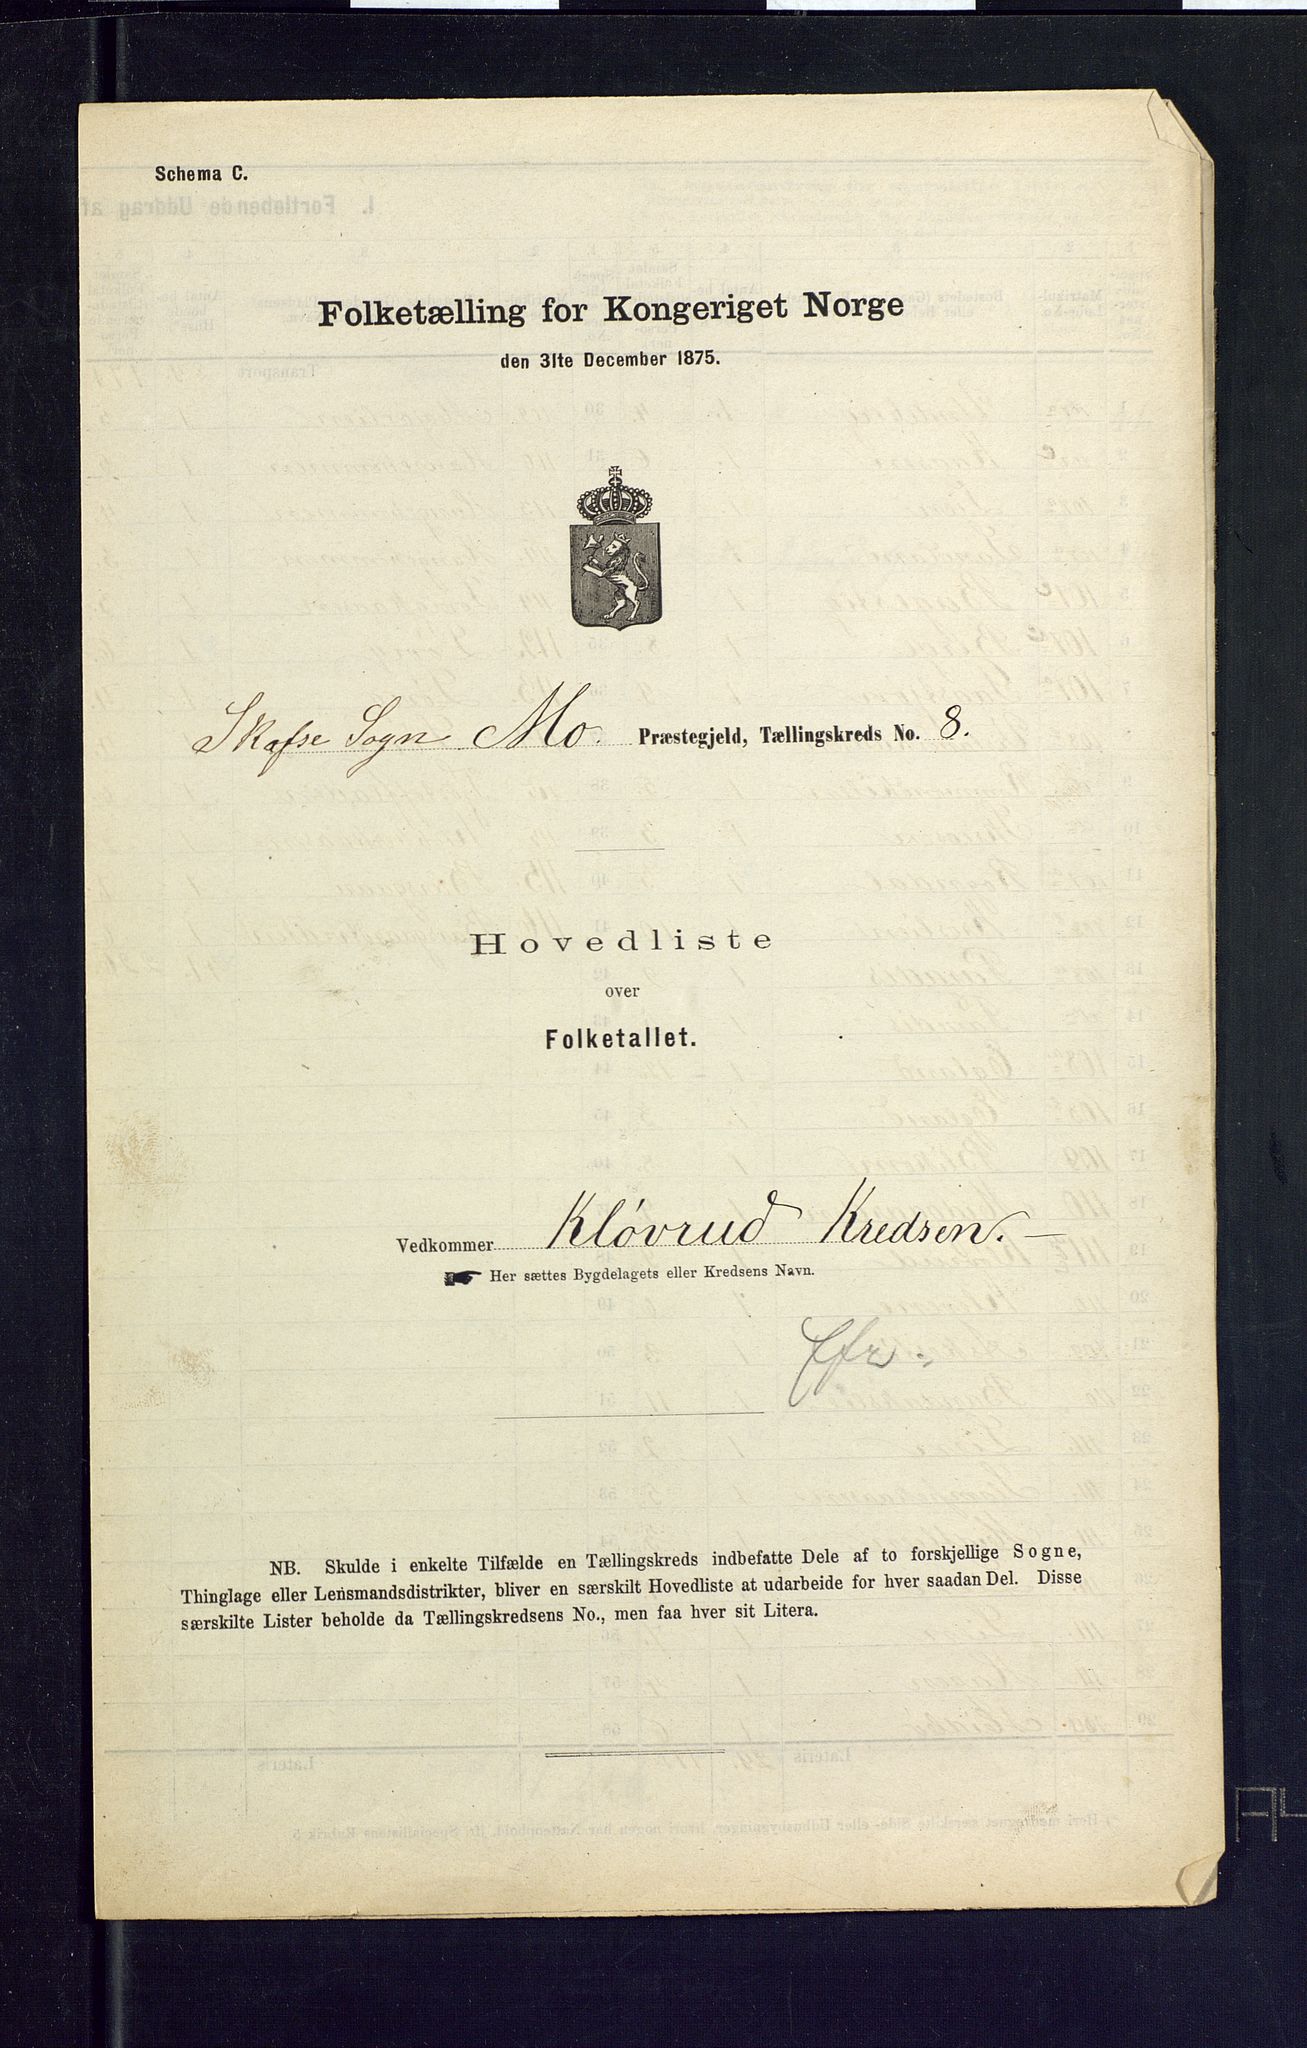 Schema C.
Folketælling for Kongeriget Norge
den 31te December 1875.
Skafse Sogn Mo. Præstegjeld, Tællingskreds No. 8.
Hovedliste
over
Folketallet.
Vedkommer Kløvrud Kredsen.
Her sættes Bygdelagets eller Kredsens Navn.
NB. Skulde i enkelte Tilfælde en Tællingskreds indbefatte Dele af to forskjellige Sogne,
Thinglage eller Lensmandsdistrikter, bliver en særskilt Hovedliste at udarbeide for hver saadan Del. Disse
særskilte Lister beholde da Tællingskredsens No., men faa hver sit Litera.